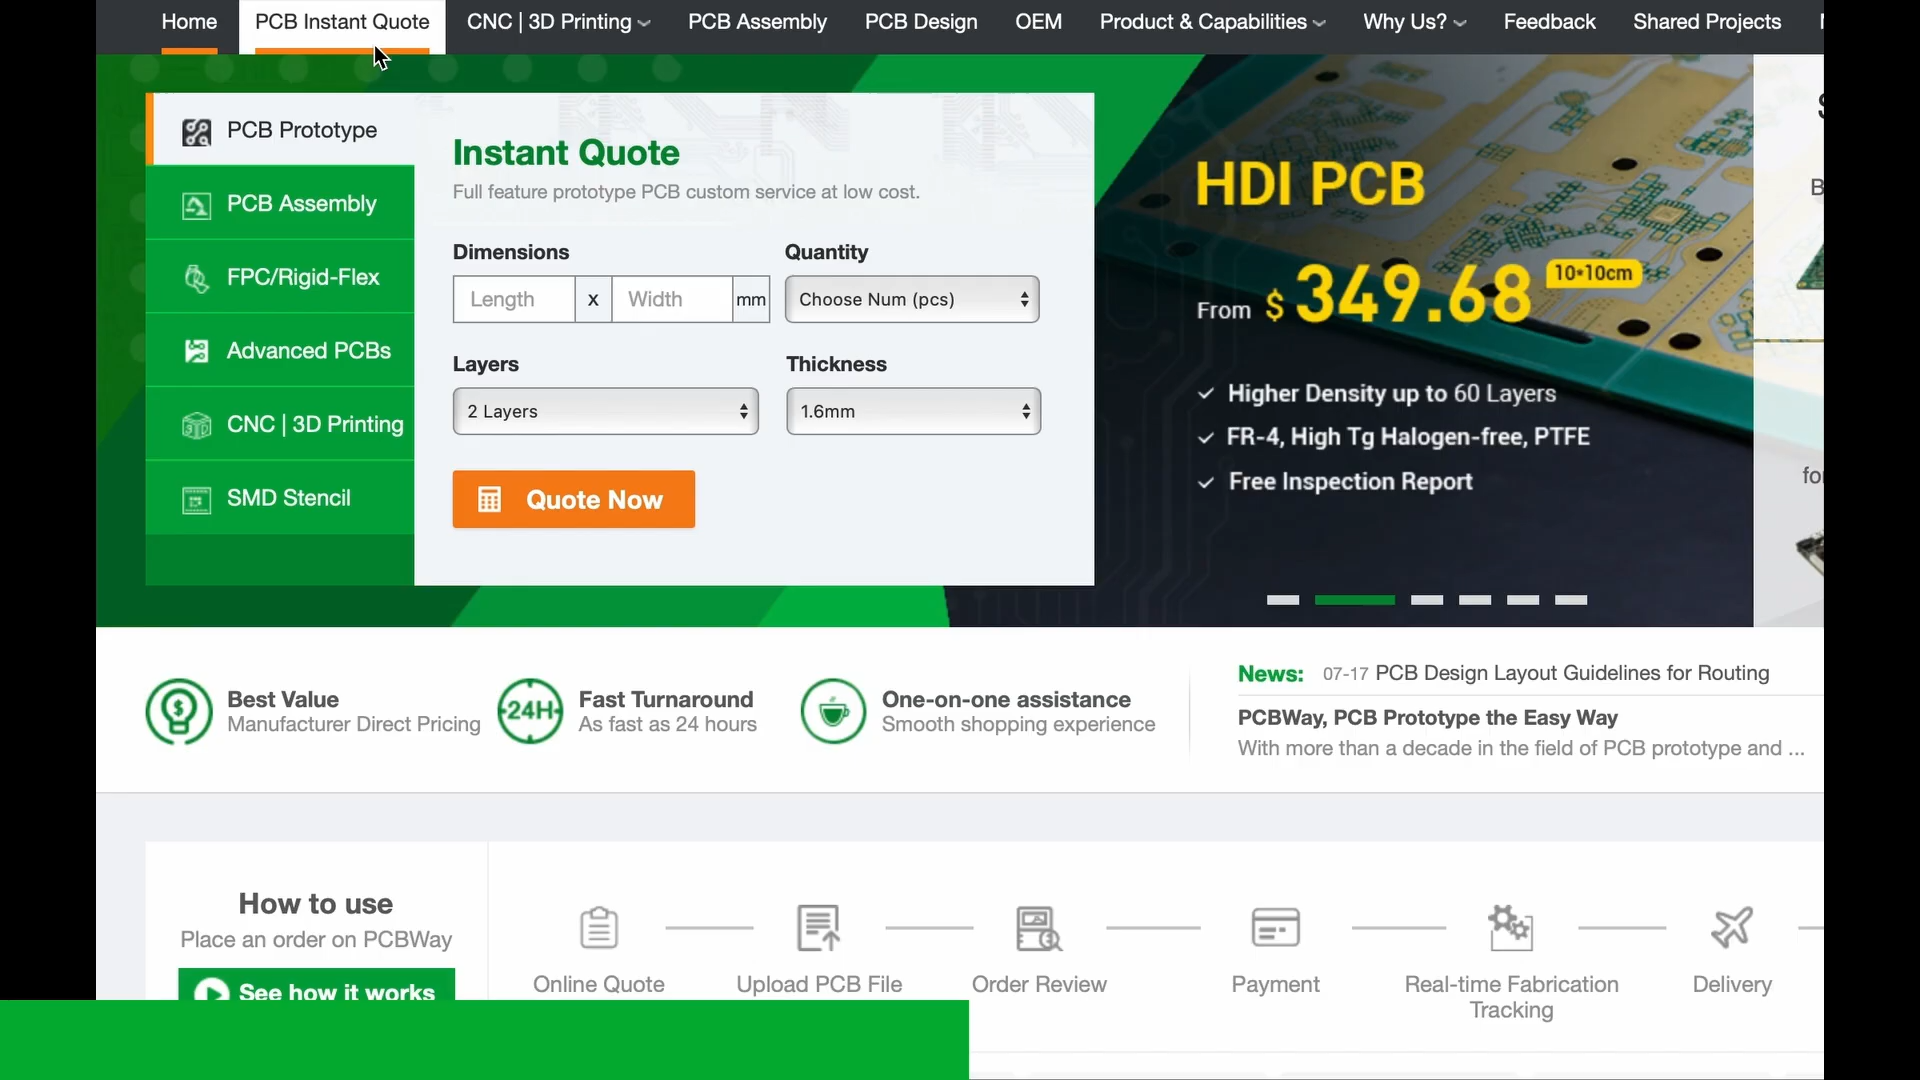 Home
PCB Instant Quote
CNC | 3D Printing
PCB Assembly
PCB Design
OEM
Product & Capabilities
Why Us?
Feedback
Shared Projects
PCB Prototype
PCB Assembly
FPC/Rigid-Flex
Advanced PCBs
CNC | 3D Printing
SMD Stencil
Instant Quote
Full feature prototype PCB custom service at low cost.
Dimensions
Quantity
Length
x
Width
mm
Choose Num (pcs)
Layers
Thickness
2 Layers
1.6mm
Quote Now
HDI PCB
From $ 349.68
10*10cm
Higher Density up to 60 Layers
FR-4, High Tg Halogen-free, PTFE
Free Inspection Report
B
Best Value
Manufacturer Direct Pricing
24H
Fast Turnaround
As fast as 24 hours
One-on-one assistance
Smooth shopping experience
News: 07-17 PCB Design Layout Guidelines for Routing
PCBWay, PCB Prototype the Easy Way
With more than a decade in the field of PCB prototype and ...
How to use
Place an order on PCBWay
See how it works
Online Quote
Upload PCB File
Order Review
Payment
Real-time Fabrication
Tracking
Delivery